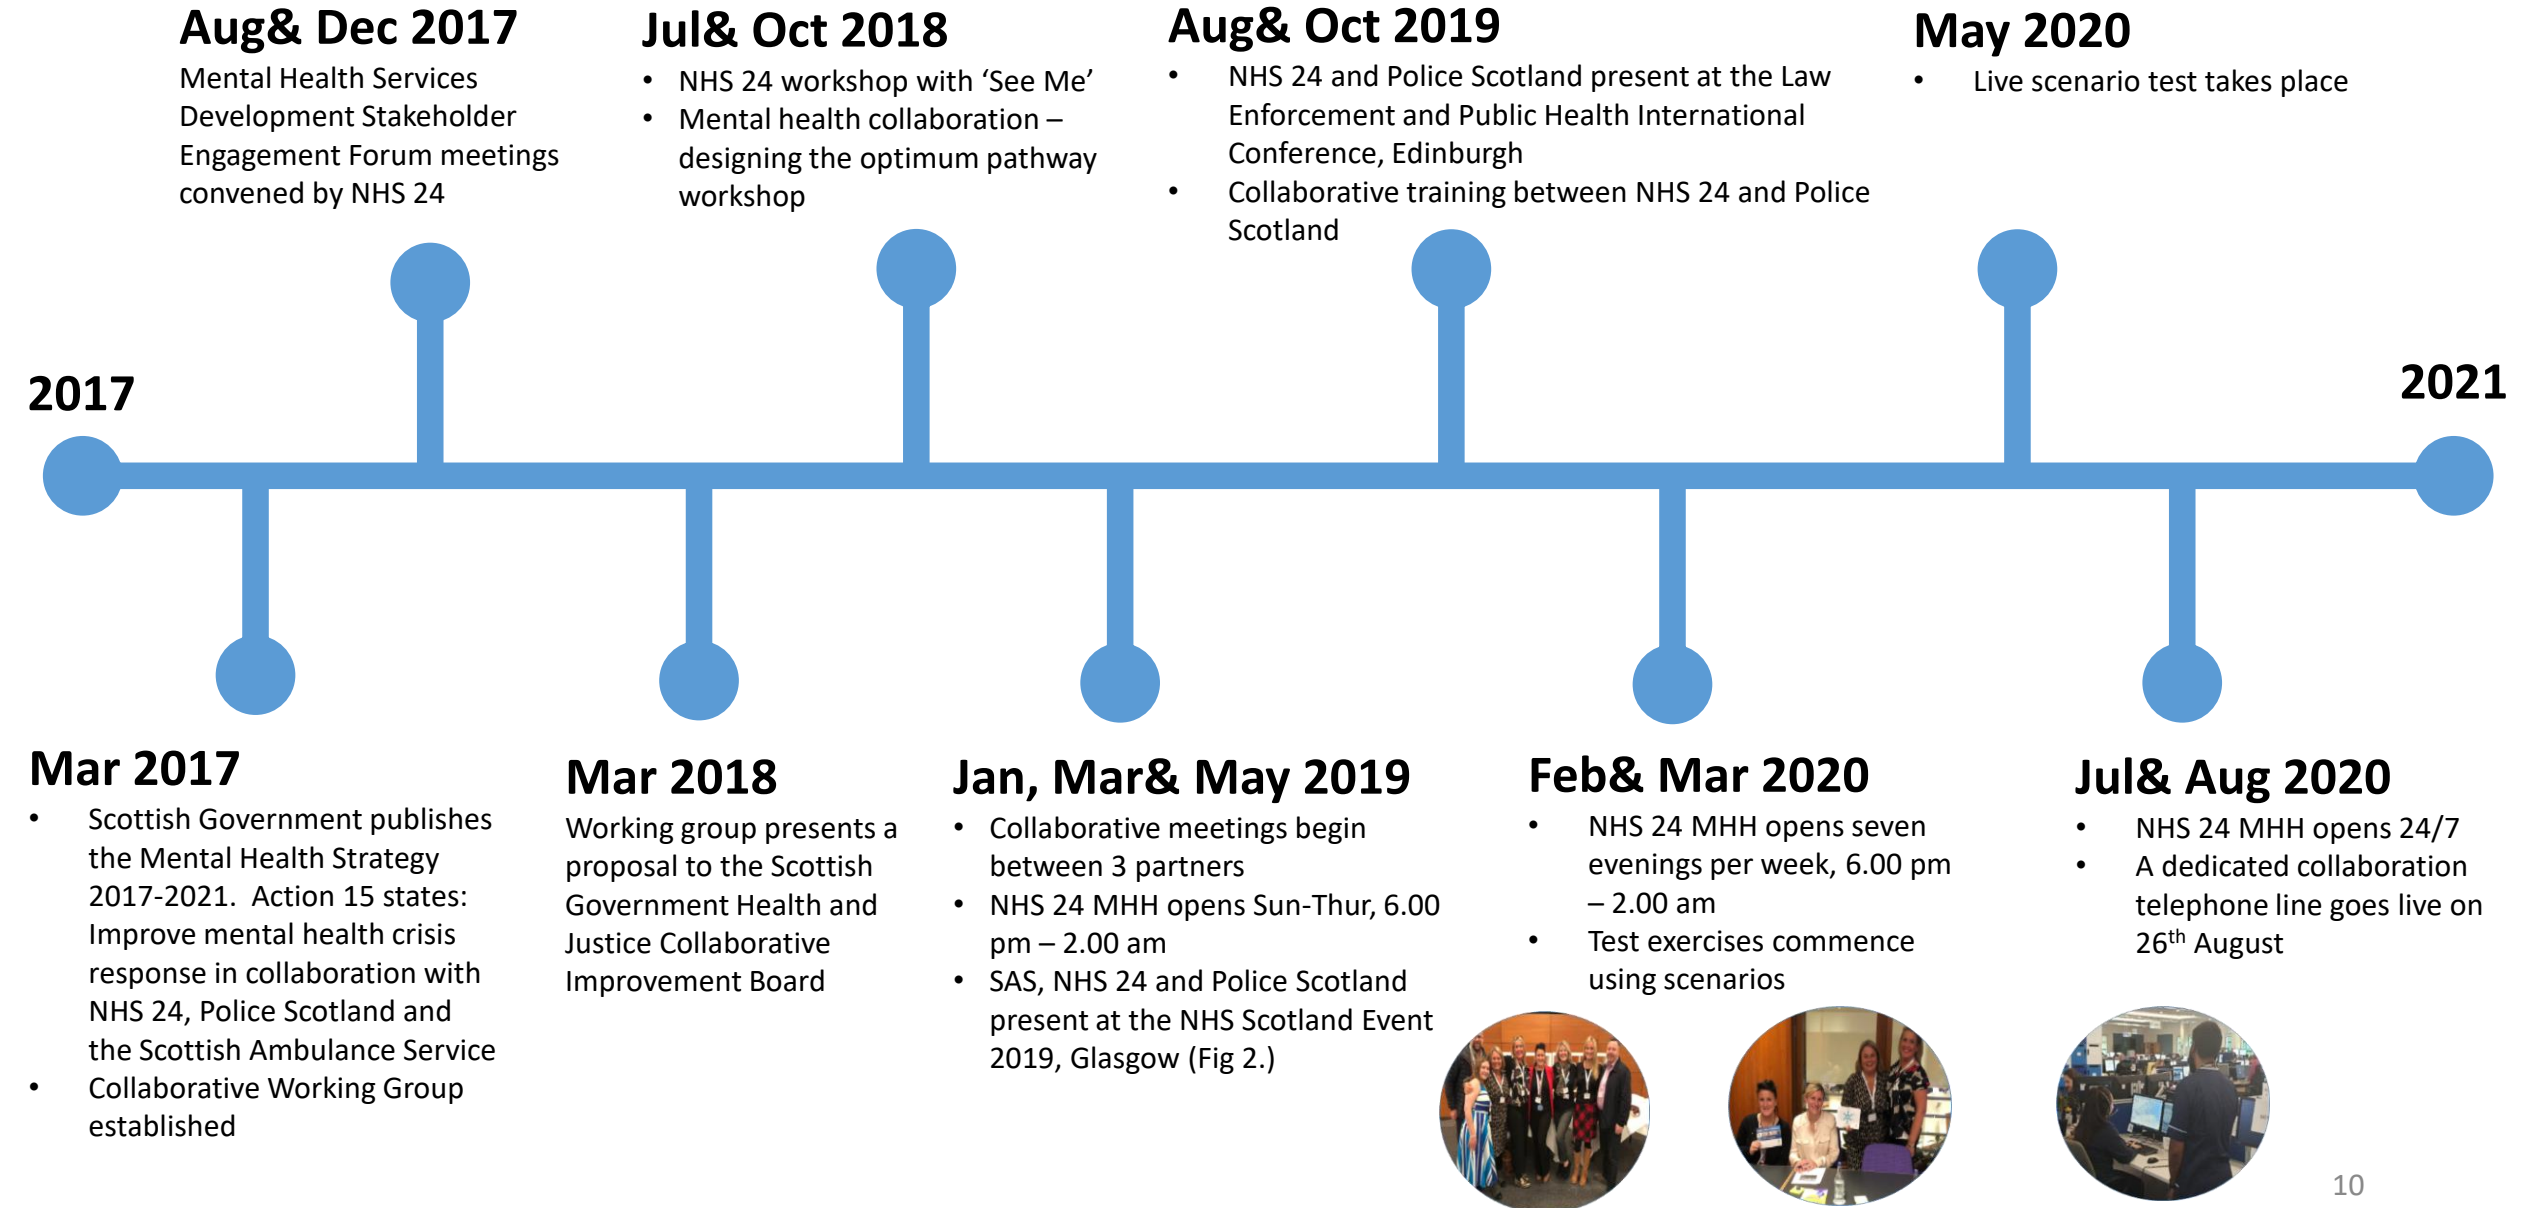 Aug& Dec 2017
Mental Health Services
Development Stakeholder
Engagement Forum meetings
convened by NHS 24
Jul& Oct 2018
• NHS 24 workshop with ‘See Me’
• Mental health collaboration –
designing the optimum pathway
workshop
Aug& Oct 2019
• NHS 24 and Police Scotland present at the Law
Enforcement and Public Health International
Conference, Edinburgh
• Collaborative training between NHS 24 and Police
Scotland
May 2020
• Live scenario test takes place
2017
2021
Mar 2017
• Scottish Government publishes
the Mental Health Strategy
2017-2021.  Action 15 states:
Improve mental health crisis
response in collaboration with
NHS 24, Police Scotland and
the Scottish Ambulance Service
• Collaborative Working Group
established
Mar 2018
Working group presents a
proposal to the Scottish
Government Health and
Justice Collaborative
Improvement Board
Jan, Mar& May 2019
• Collaborative meetings begin
between 3 partners
• NHS 24 MHH opens Sun-Thur, 6.00
pm – 2.00 am
• SAS, NHS 24 and Police Scotland
present at the NHS Scotland Event
2019, Glasgow (Fig 2.)
Feb& Mar 2020
• NHS 24 MHH opens seven
evenings per week, 6.00 pm
– 2.00 am
• Test exercises commence
using scenarios
Jul& Aug 2020
• NHS 24 MHH opens 24/7
• A dedicated collaboration
telephone line goes live on
26th August
10